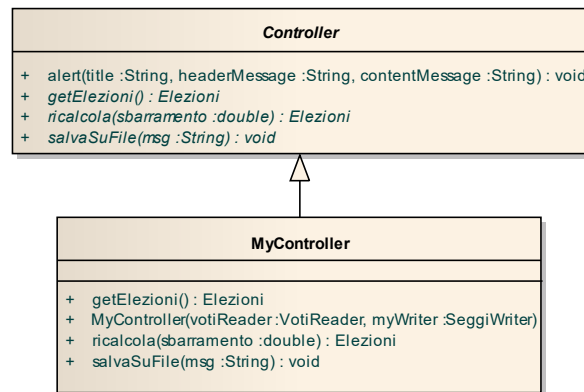 Controller
+ alert(title :String, headerMessage :String, contentMessage :String) : void
+ getElezioni() : Elezioni
+ ricalcola(sbarramento :double) : Elezioni
+ salvaSuFile(msg :String) : void
MyController
+ getElezioni() : Elezioni
+ MyController(votiReader :VotiReader, myWriter :SeggiWriter)
+ ricalcola(sbarramento :double) : Elezioni
+ salvaSuFile(msg :String) : void